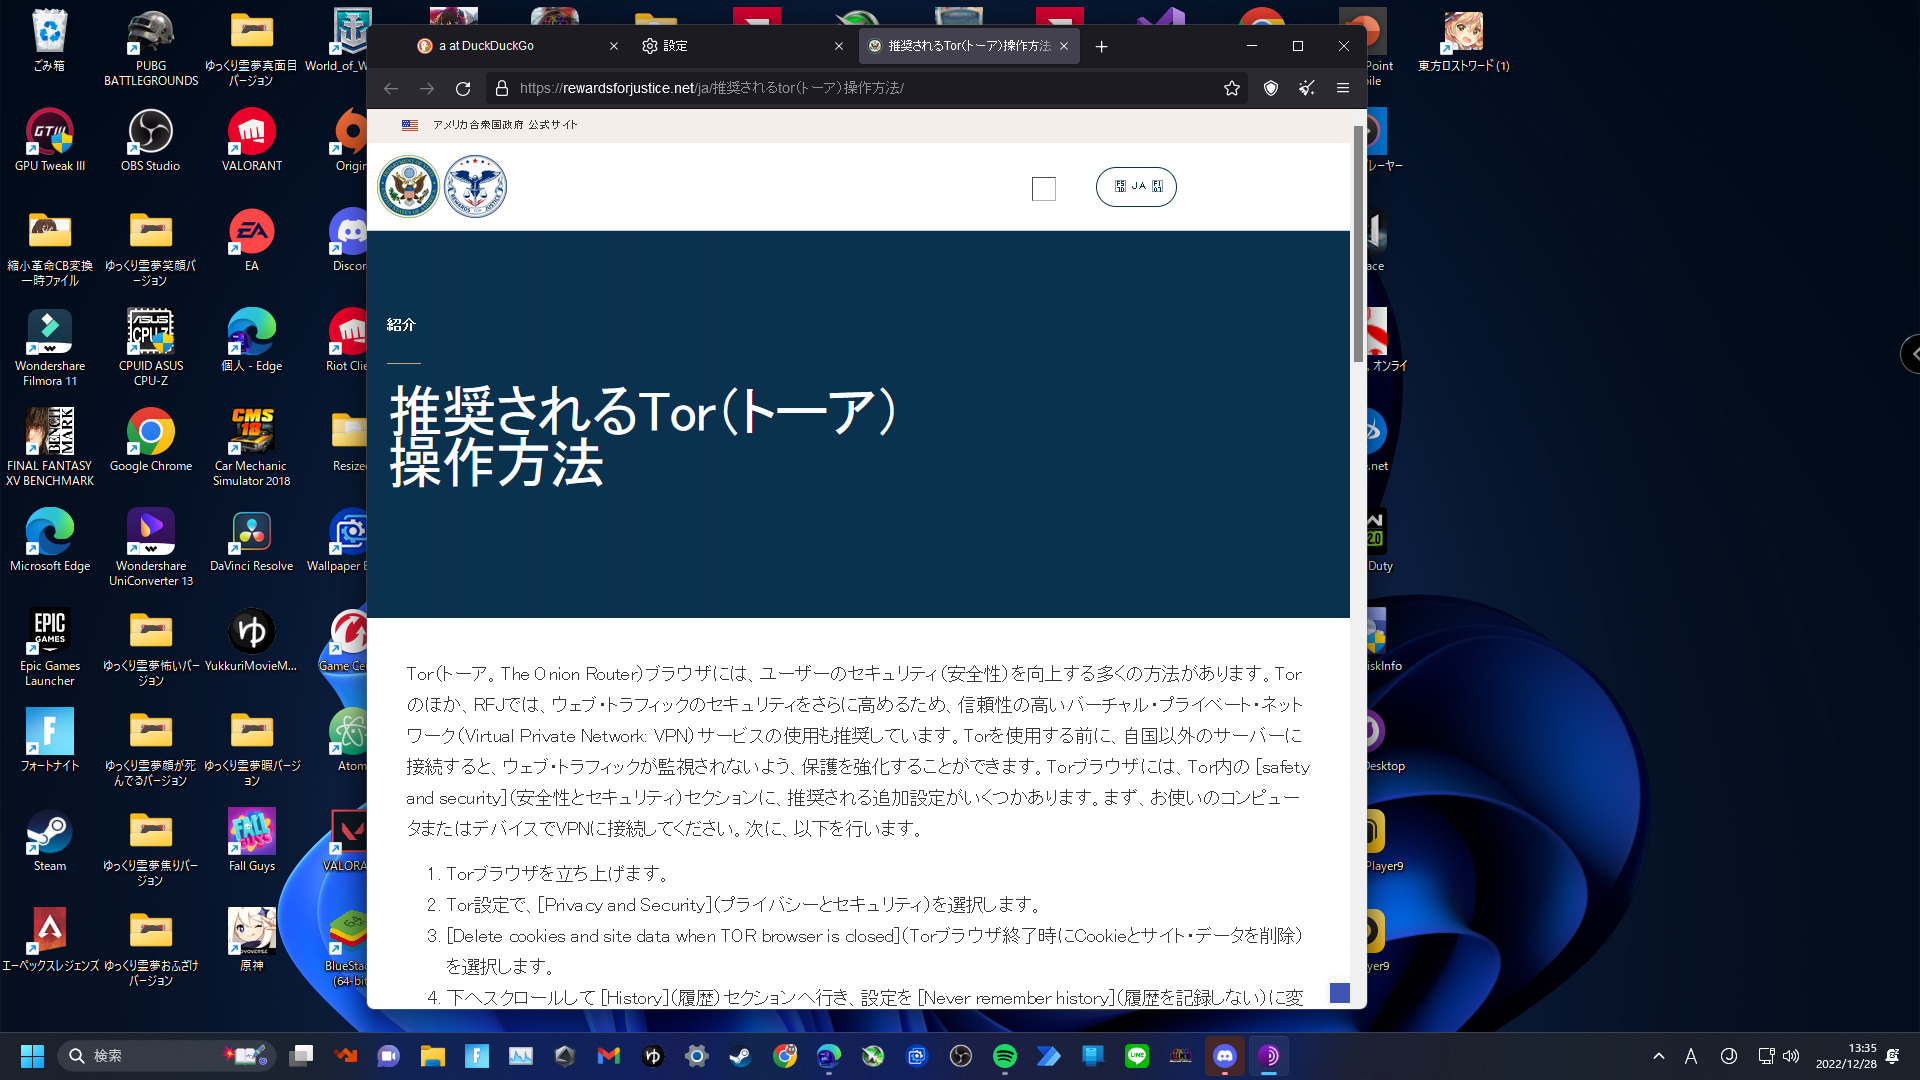 a at DuckDuckGo
設定
推奨されるTor（トーア）操作方法
https://rewardsforjustice.net/ja/推奨されるtor（トーア）操作方法/
アメリカ合衆国政府 公式サイト
JA
紹介
推奨されるTor（トーア）
操作方法
Tor（トーア。The Onion Router）ブラウザには、ユーザーのセキュリティ（安全性）を向上する多くの方法があります。Tor
のほか、RFJでは、ウェブ・トラフィックのセキュリティをさらに高めるため、信頼性の高いバーチャル・プライベート・ネット
ワーク（Virtual Private Network: VPN）サービスの使用も推奨しています。Torを使用する前に、自国以外のサーバーに
接続すると、ウェブ・トラフィックが監視されないよう、保護を強化することができます。Torブラウザには、Tor内の [safety
and security]（安全性とセキュリティ）セクションに、推奨される追加設定がいくつかあります。まず、お使いのコンピュー
タまたはデバイスでVPNに接続してください。次に、以下を行います。
1. Torブラウザを立ち上げます。
2. Tor設定で、[Privacy and Security]（プライバシーとセキュリティ）を選択します。
3. [Delete cookies and site data when TOR browser is closed]（Torブラウザ終了時にCookieとサイト・データを削除）
を選択します。
4. 下へスクロールして [History]（履歴）セクションへ行き、設定を [Never remember history]（履歴を記録しない）に変
ごみ箱
PUBG
BATTLEGROUNDS
ゆっくり霊夢真面目
バージョン
World_of_W
Point
ile
東方ロストワード (1)
GPU Tweak III
OBS Studio
VALORANT
Origin
レーヤー
縮小革命CB変換
一時ファイル
ゆっくり霊夢笑顔バ
ージョン
EA
Discor
ace
Wondershare
Filmora 11
CPUID ASUS
CPU-Z
個人 - Edge
Riot Clie
オンライ
FINAL FANTASY
XV BENCHMARK
Google Chrome
Car Mechanic
Simulator 2018
Resize
.net
Microsoft Edge
Wondershare
UniConverter 13
DaVinci Resolve
Wallpaper E
Duty
Epic Games
Launcher
ゆっくり霊夢怖いバー
ジョン
YukkuriMovieM...
Game Ce
iskInfo
フォートナイト
ゆっくり霊夢顔が死
んでるバージョン
ゆっくり霊夢暇バージ
ョン
Atom
Desktop
Steam
ゆっくり霊夢焦りバー
ジョン
Fall Guys
VALORA
Player9
エーペックスレジェンズ
ゆっくり霊夢おふざけ
バージョン
原神
BlueStac
(64-bit
yer9
検索
A
13:35
2022/12/28